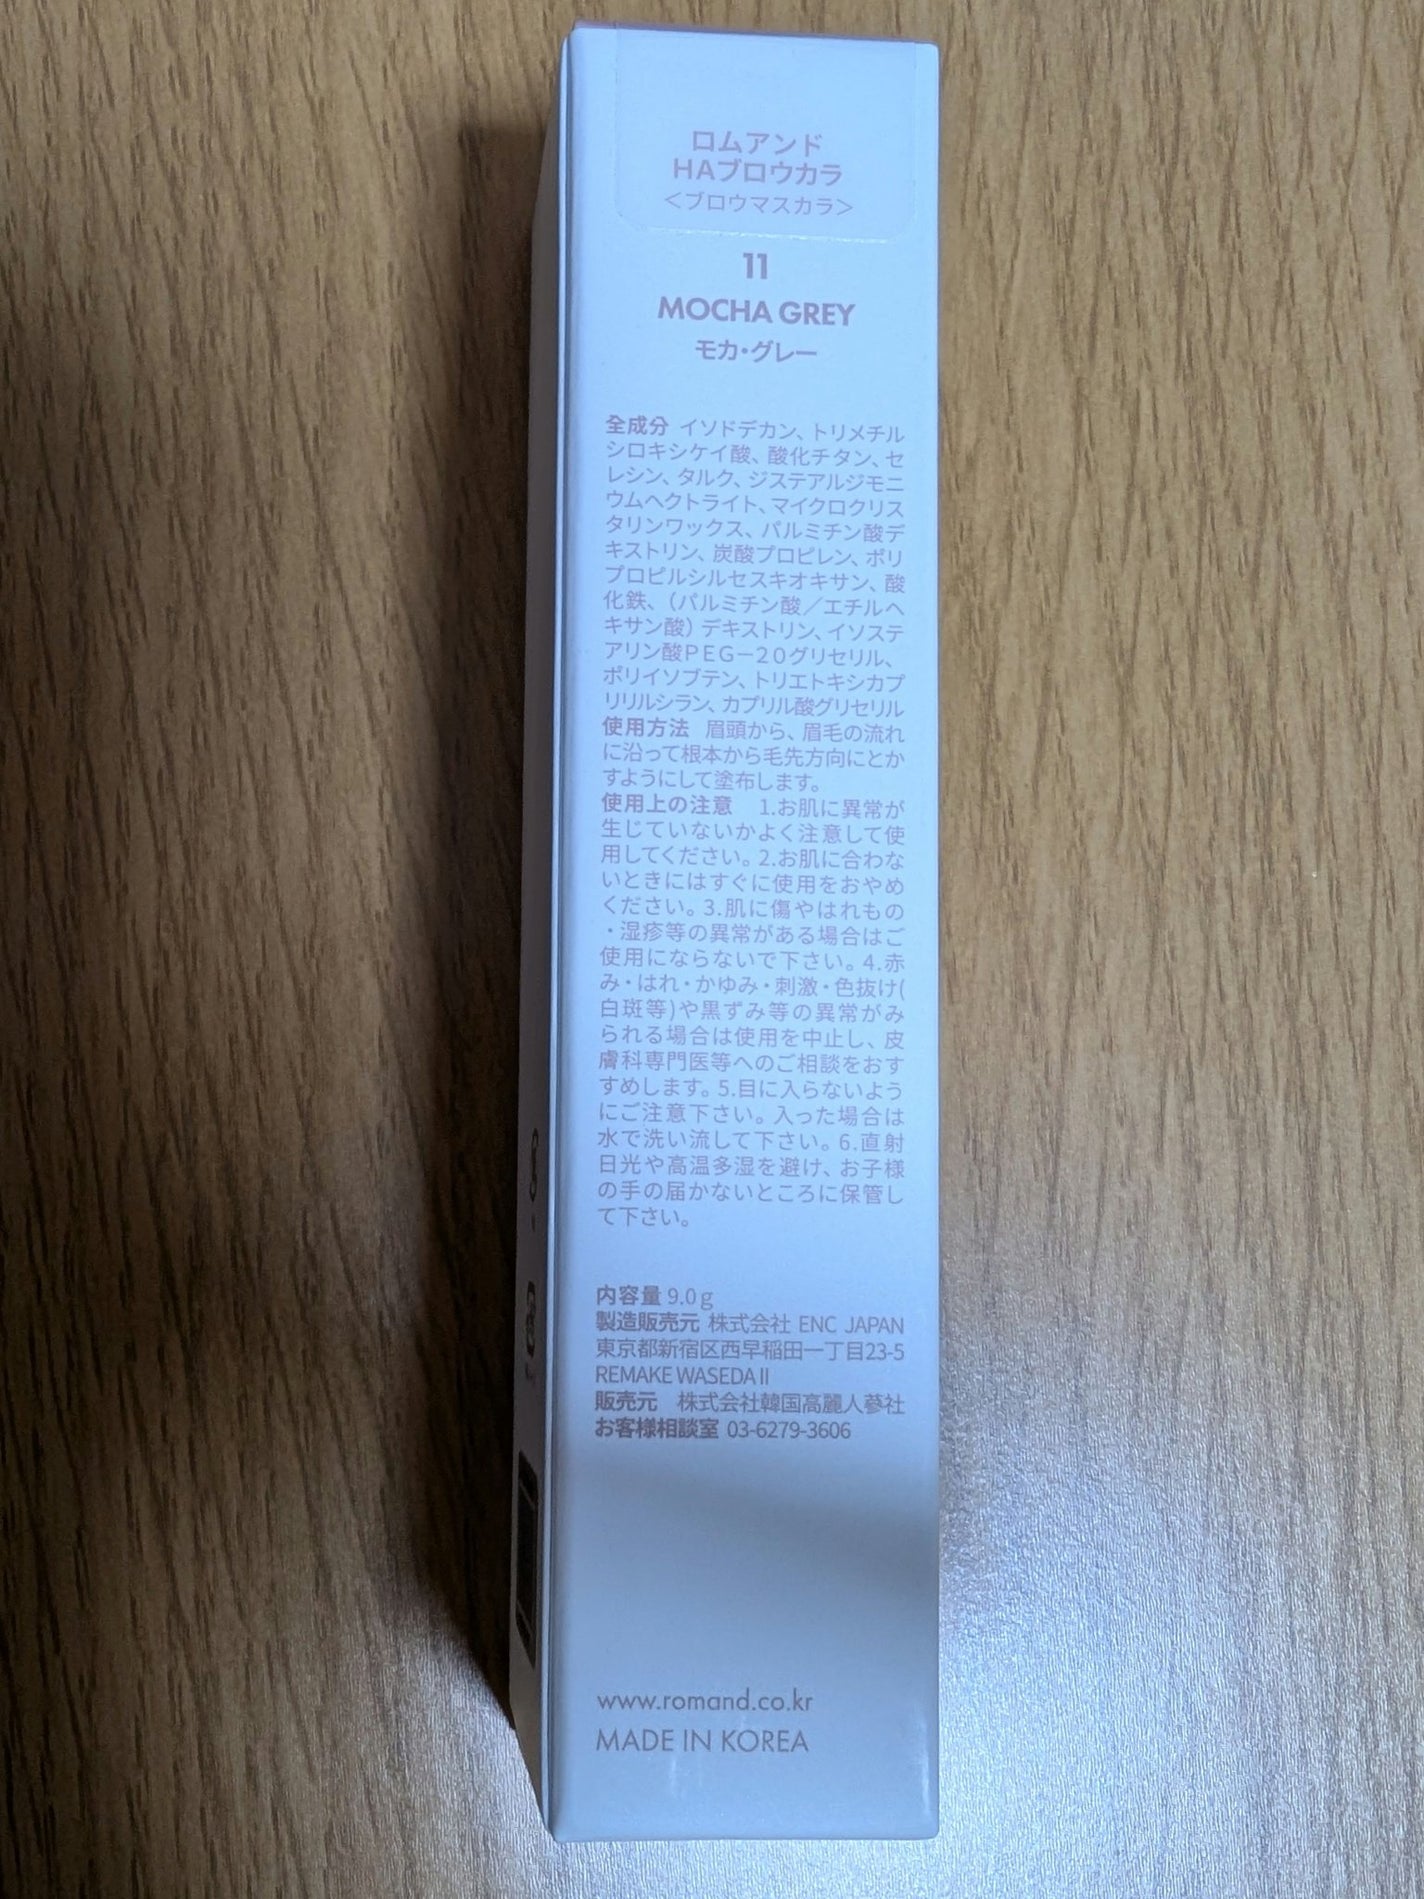 ロムアンド
HAブロウカラ
＜ブロウマスカラ＞
11
MOCHA GREY
モカ・グレー
全成分 イソドデカン、トリメチル
シロキシケイ酸、酸化チタン、セ
レシン、タルク、ジステアルジモニ
ウムヘクトライト、マイクロクリス
タリンワックス、パルミチン酸デ
キストリン、炭酸プロピレン、ポリ
プロピルシルセスキオキサン、酸
化鉄、（パルミチン酸／エチルヘ
キサン酸）デキストリン、イソステ
アリン酸ＰＥＧ－２０グリセリル、
ポリイソブテン、トリエトキシカプ
リリルシラン、カプリル酸グリセリル
使用方法 眉頭から、眉毛の流れ
に沿って根本から毛先方向にとか
すようにして塗布します。
使用上の注意 1.お肌に異常が
生じていないかよく注意して使
用してください。2.お肌に合わな
いときにはすぐに使用をおやめ
ください。3.肌に傷やはれもの
・湿疹等の異常がある場合はご
使用にならないで下さい。4.赤
み・はれ・かゆみ・刺激・色抜け(
白斑等)や黒ずみ等の異常がみ
られる場合は使用を中止し、皮
膚科専門医等へのご相談をおす
すめします。5.目に入らないよう
にご注意下さい。入った場合は
水で洗い流して下さい。6.直射
日光や高温多湿を避け、お子様
の手の届かないところに保管し
て下さい。
内容量 9.0g
製造販売元 株式会社 ENC JAPAN
東京都新宿区西早稲田一丁目23-5
REMAKE WASEDA II
販売元 株式会社韓国高麗人蔘社
お客様相談室 03-6279-3606
www.romand.co.kr
MADE IN KOREA